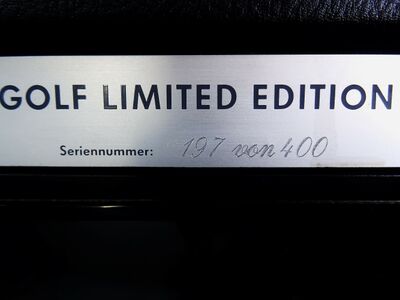 GOLF LIMITED EDITION
Seriennummer: 197 von 400